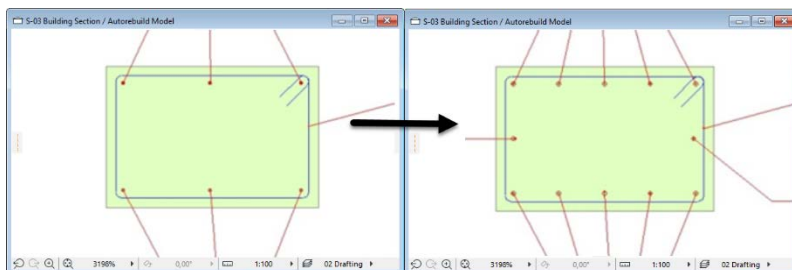 S-03 Building Section / Autorebuild Model
S-03 Building Section / Autorebuild Model
3198% 0,00° 1:100 02 Drafting
3198% 0,00° 1:100 02 Drafting